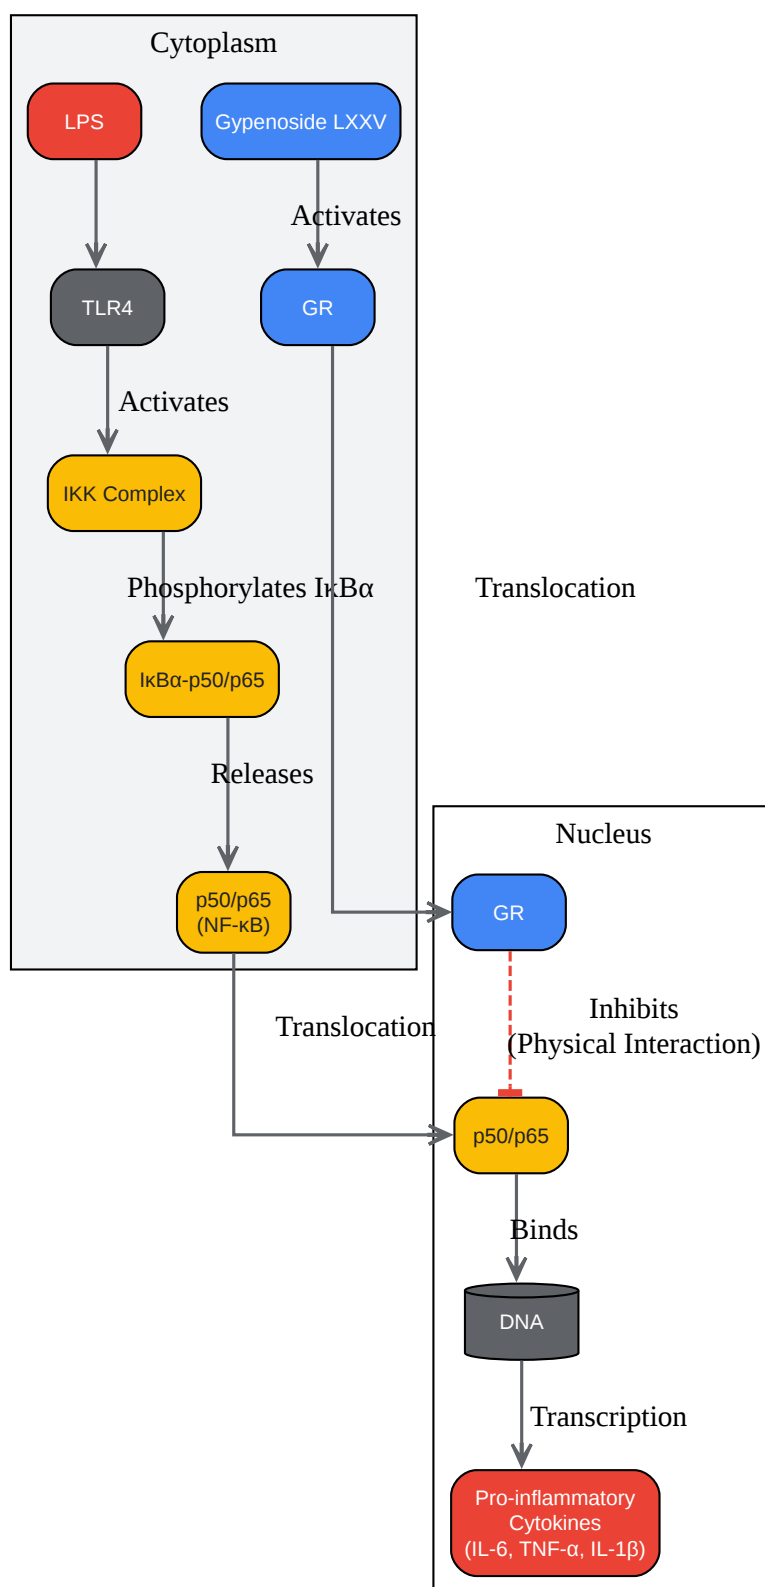 Cytoplasm
LPS
Gypenoside LXXV
Activates
TLR4
GR
Activates
IKK Complex
Phosphorylates IκBα
Translocation
IκBα-p50/p65
Releases
Nucleus
p50/p65
(NF-κB)
GR
Translocation
Inhibits
(Physical Interaction)
p50/p65
Binds
DNA
Transcription
Pro-inflammatory
Cytokines
(IL-6, TNF-α, IL-1β)